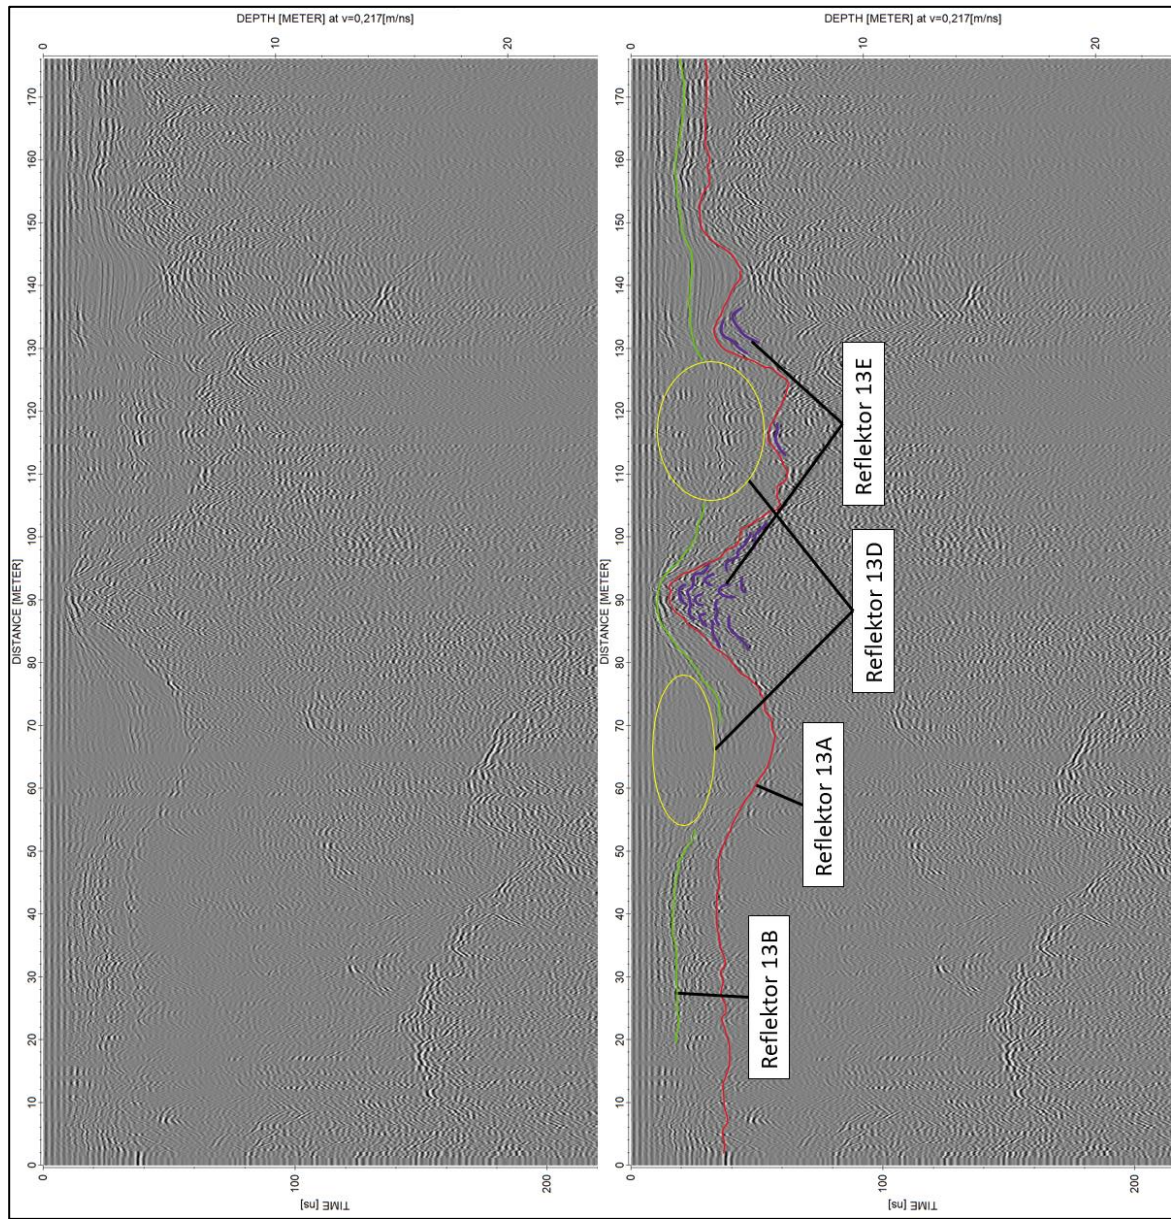 DEPTH [METER] at v=0,217[m/ns]
0 10 20
DISTANCE [METER]
0 10 20 30 40 50 60 70 80 90 100 110 120 130 140 150 160 170
TIME [ns]
0 100 200
DEPTH [METER] at v=0,217[m/ns]
0 10 20
DISTANCE [METER]
0 10 20 30 40 50 60 70 80 90 100 110 120 130 140 150 160 170
TIME [ns]
0 100 200
Reflektor 13B
Reflektor 13A
Reflektor 13D
Reflektor 13E